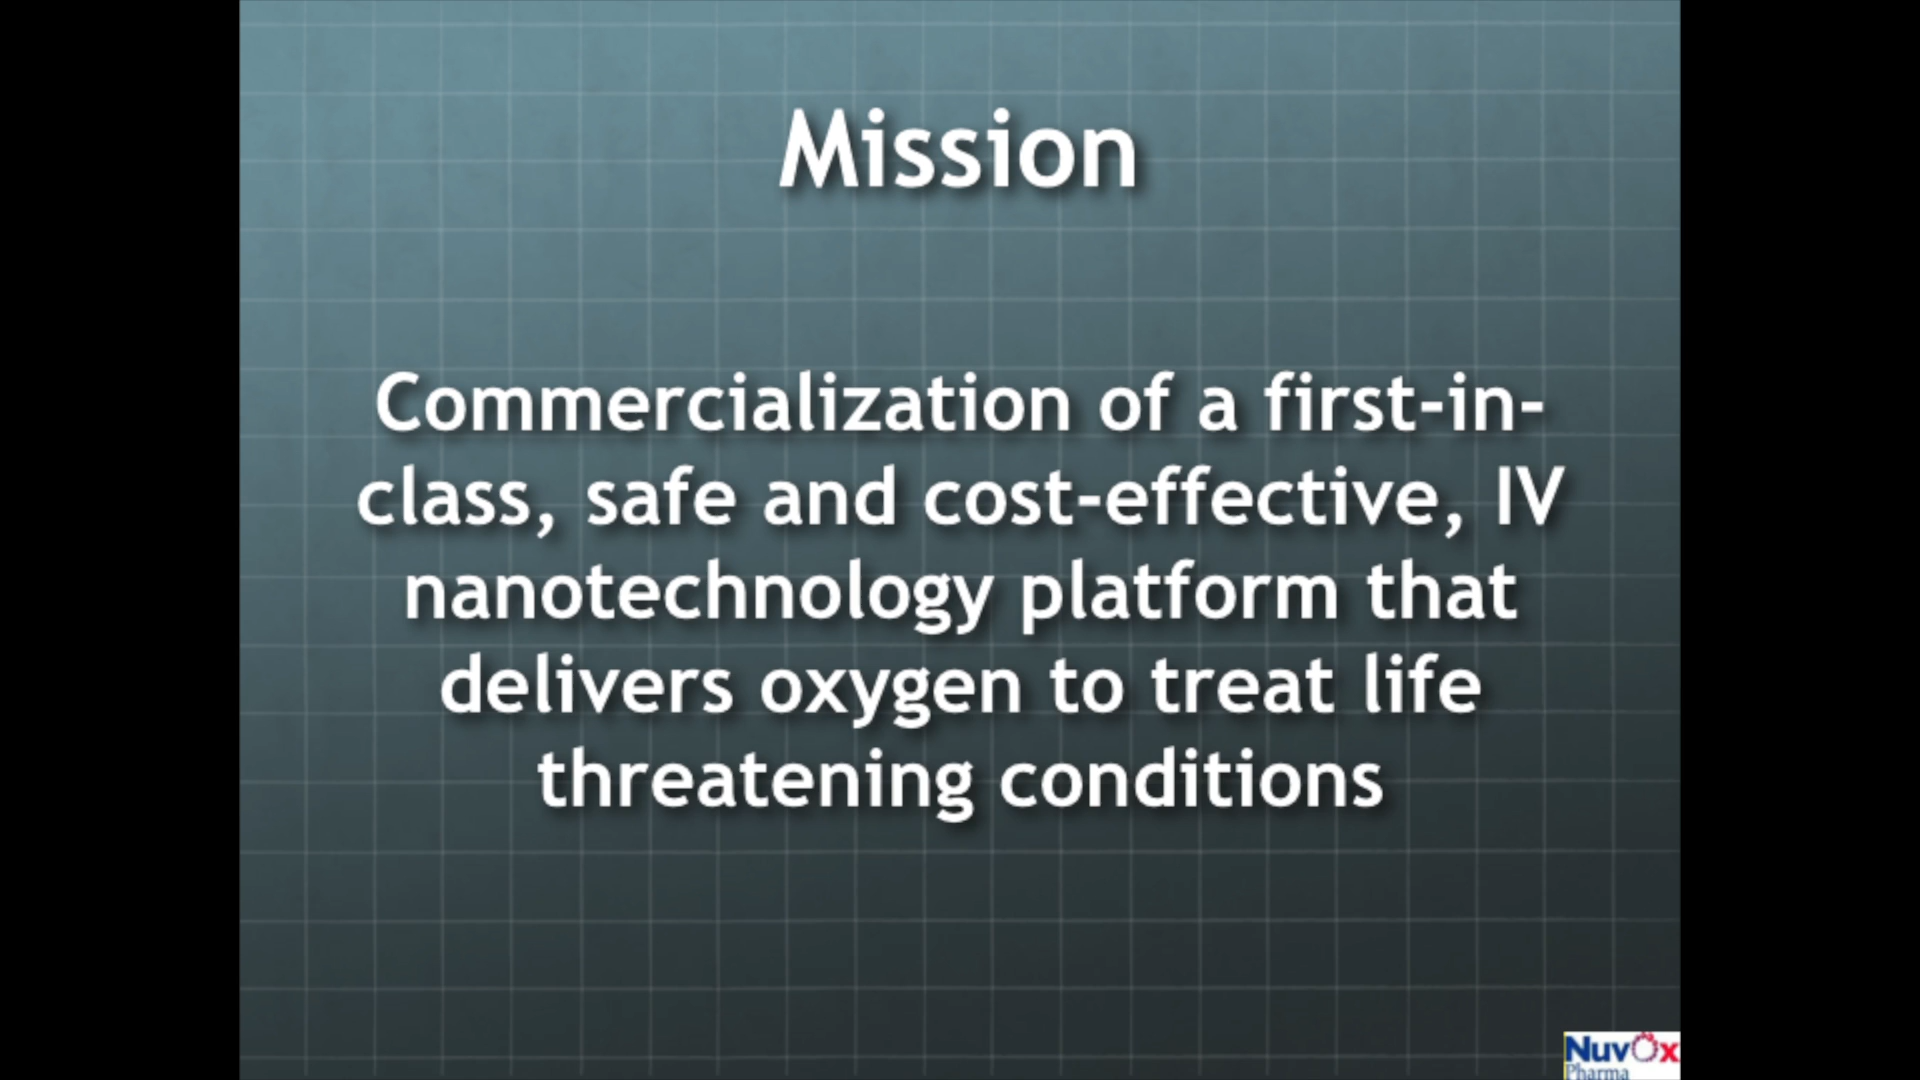 Mission
Commercialization of a first-in-
class, safe and cost-effective, IV
nanotechnology platform that
delivers oxygen to treat life
threatening conditions
NuvOx
Pharma